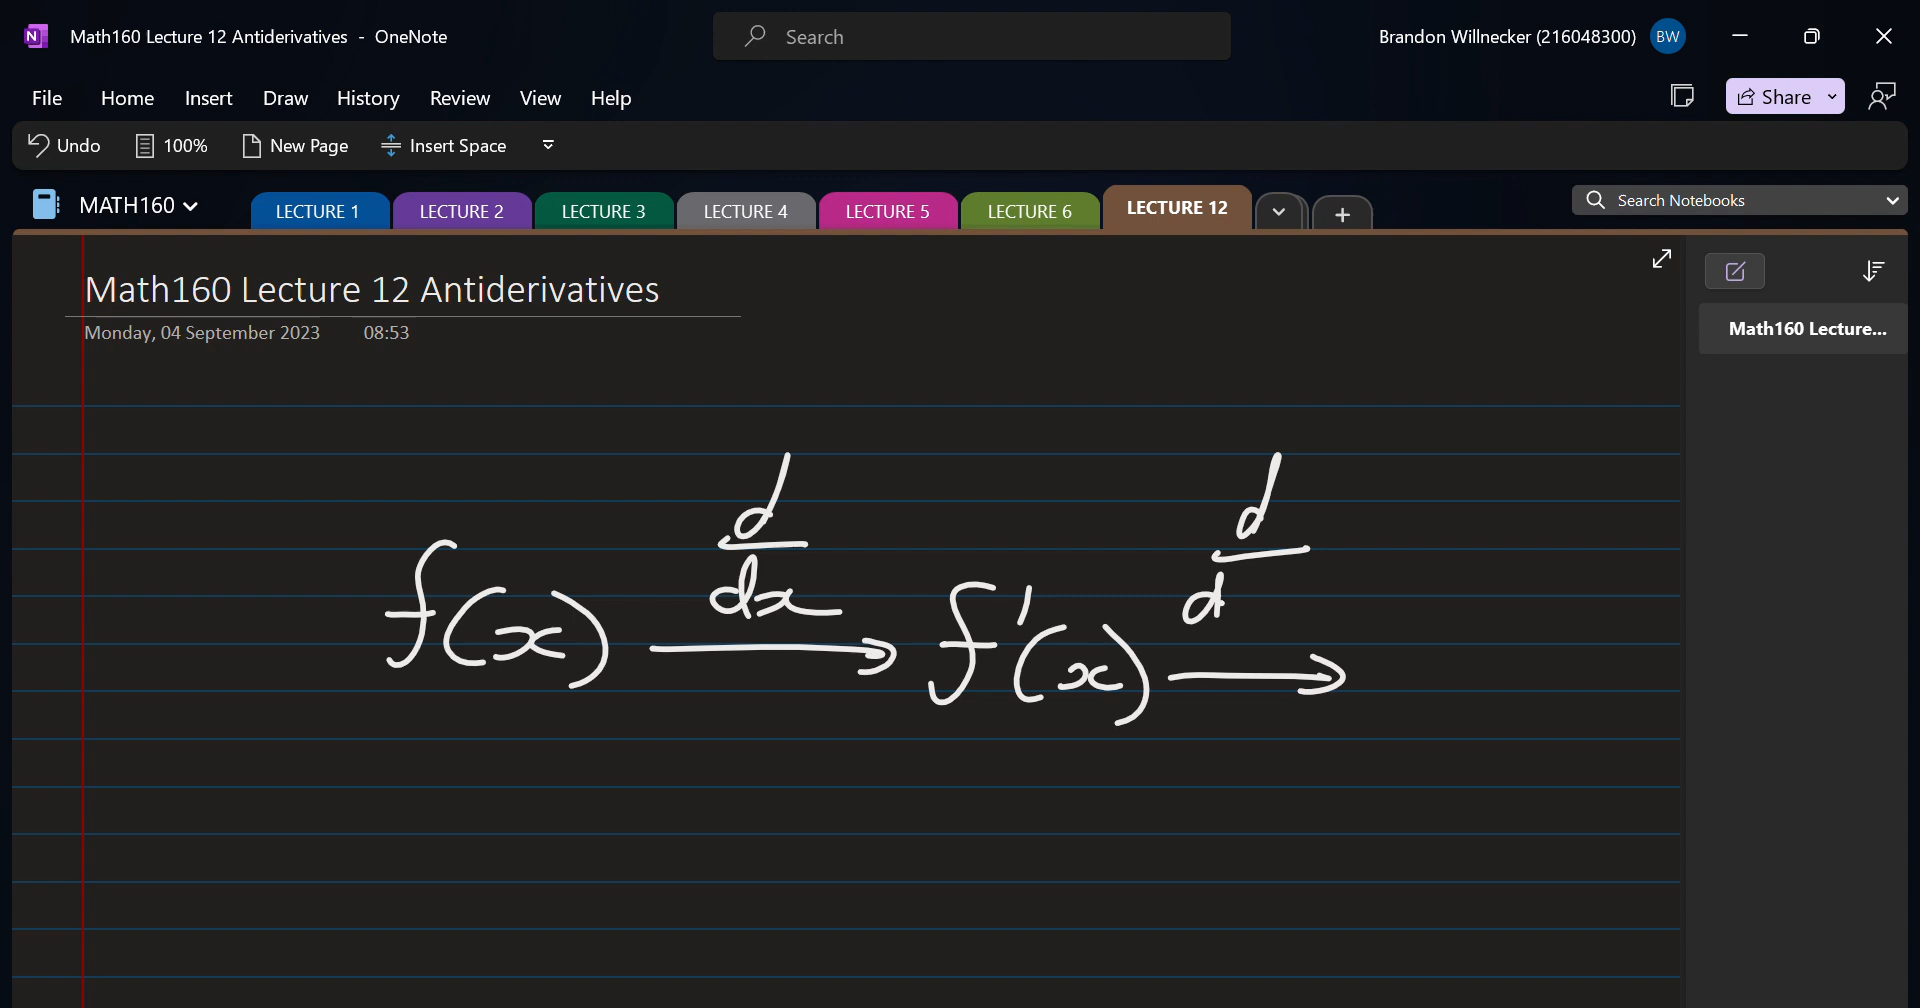 Math160 Lecture 12 Antiderivatives - OneNote
Search
Brandon Willnecker (216048300) BW
File Home Insert Draw History Review View Help
Share
Undo 100% New Page Insert Space
MATH160 LECTURE 1 LECTURE 2 LECTURE 3 LECTURE 4 LECTURE 5 LECTURE 6 LECTURE 12 +
Search Notebooks
Math160 Lecture 12 Antiderivatives
Monday, 04 September 2023 08:53
Math160 Lecture...
d d
dx d
f(x) → f'(x) →